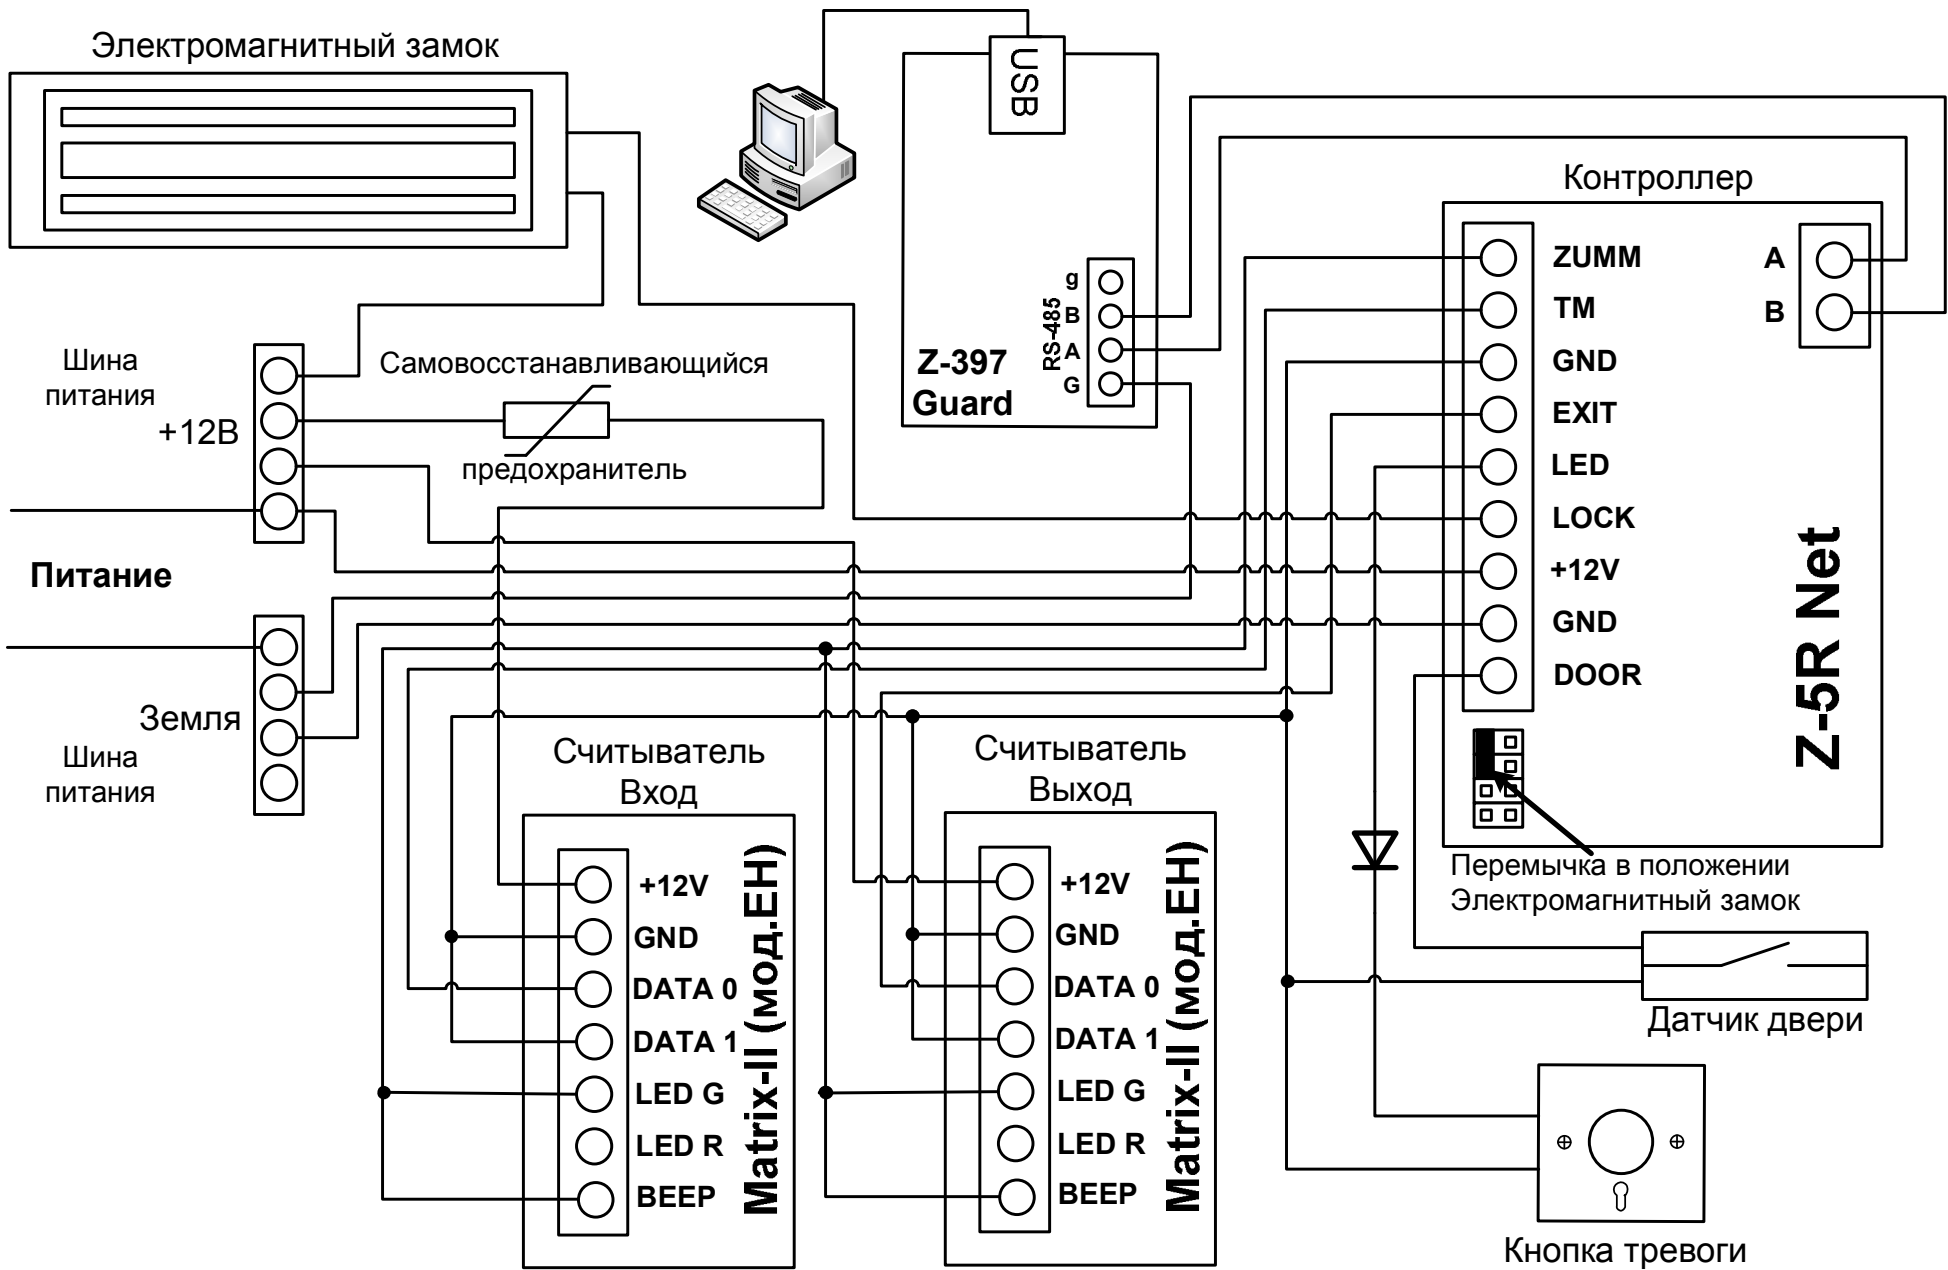 Электромагнитный замок
USB
g
B
A
G
RS-485
Z-397
Guard
Контроллер
ZUMM
TM
GND
EXIT
LED
LOCK
+12V
GND
DOOR
A
B
Z-5R Net
Шина
питания
+12В
Самовосстанавливающийся
предохранитель
Питание
Земля
Шина
питания
Считыватель
Вход
+12V
GND
DATA 0
DATA 1
LED G
LED R
BEEP
Matrix-II (мод.EH)
Считыватель
Выход
+12V
GND
DATA 0
DATA 1
LED G
LED R
BEEP
Matrix-II (мод.EH)
Перемычка в положении
Электромагнитный замок
Датчик двери
Кнопка тревоги